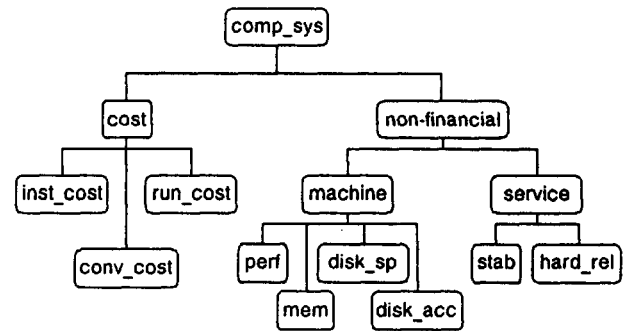 comp_sys
cost
non-financial
inst_cost
run_cost
machine
service
conv_cost
perf
disk_sp
stab
hard_rel
mem
disk_acc